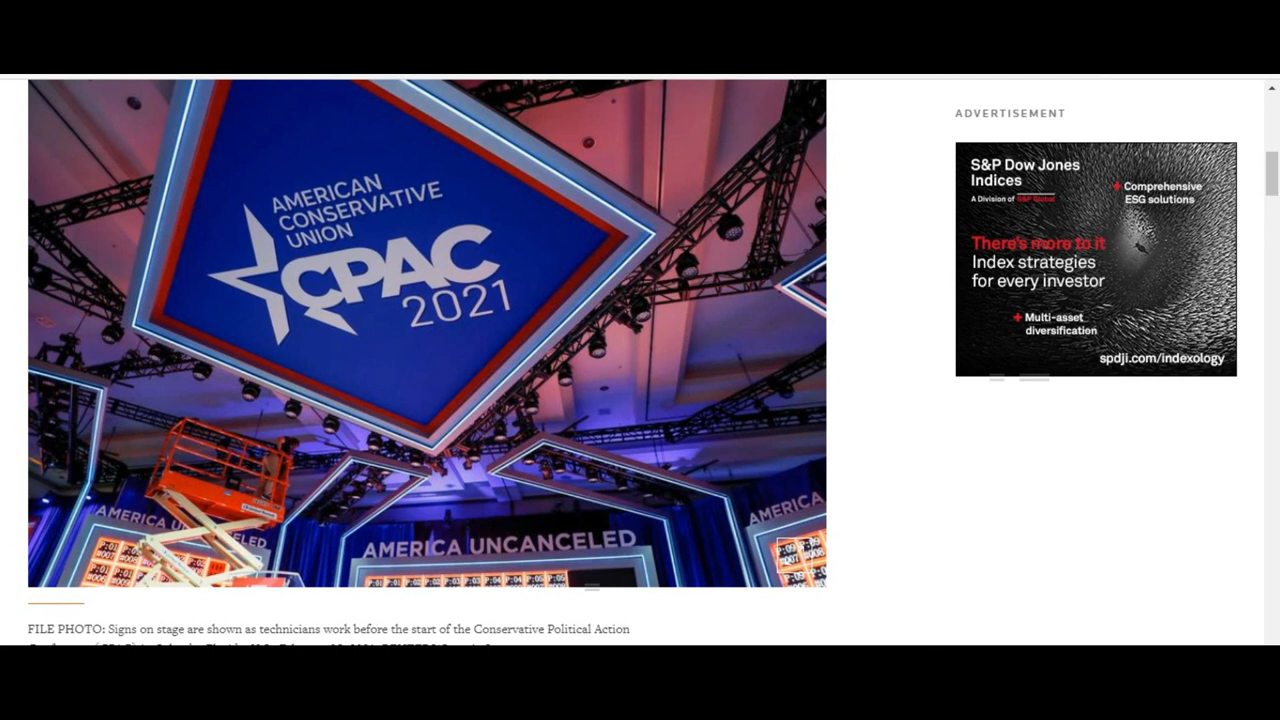 AMERICAN
CONSERVATIVE
UNION
CPAC
2021
AMERICA UNCANCELED
AMERICA UNCANCELED
AMERICA
FILE PHOTO: Signs on stage are shown as technicians work before the start of the Conservative Political Action
ADVERTISEMENT
S&P Dow Jones
Indices
A Division of S&P Global
+ Comprehensive
ESG solutions
There's more to it
Index strategies
for every investor
+ Multi-asset
diversification
spdji.com/indexology